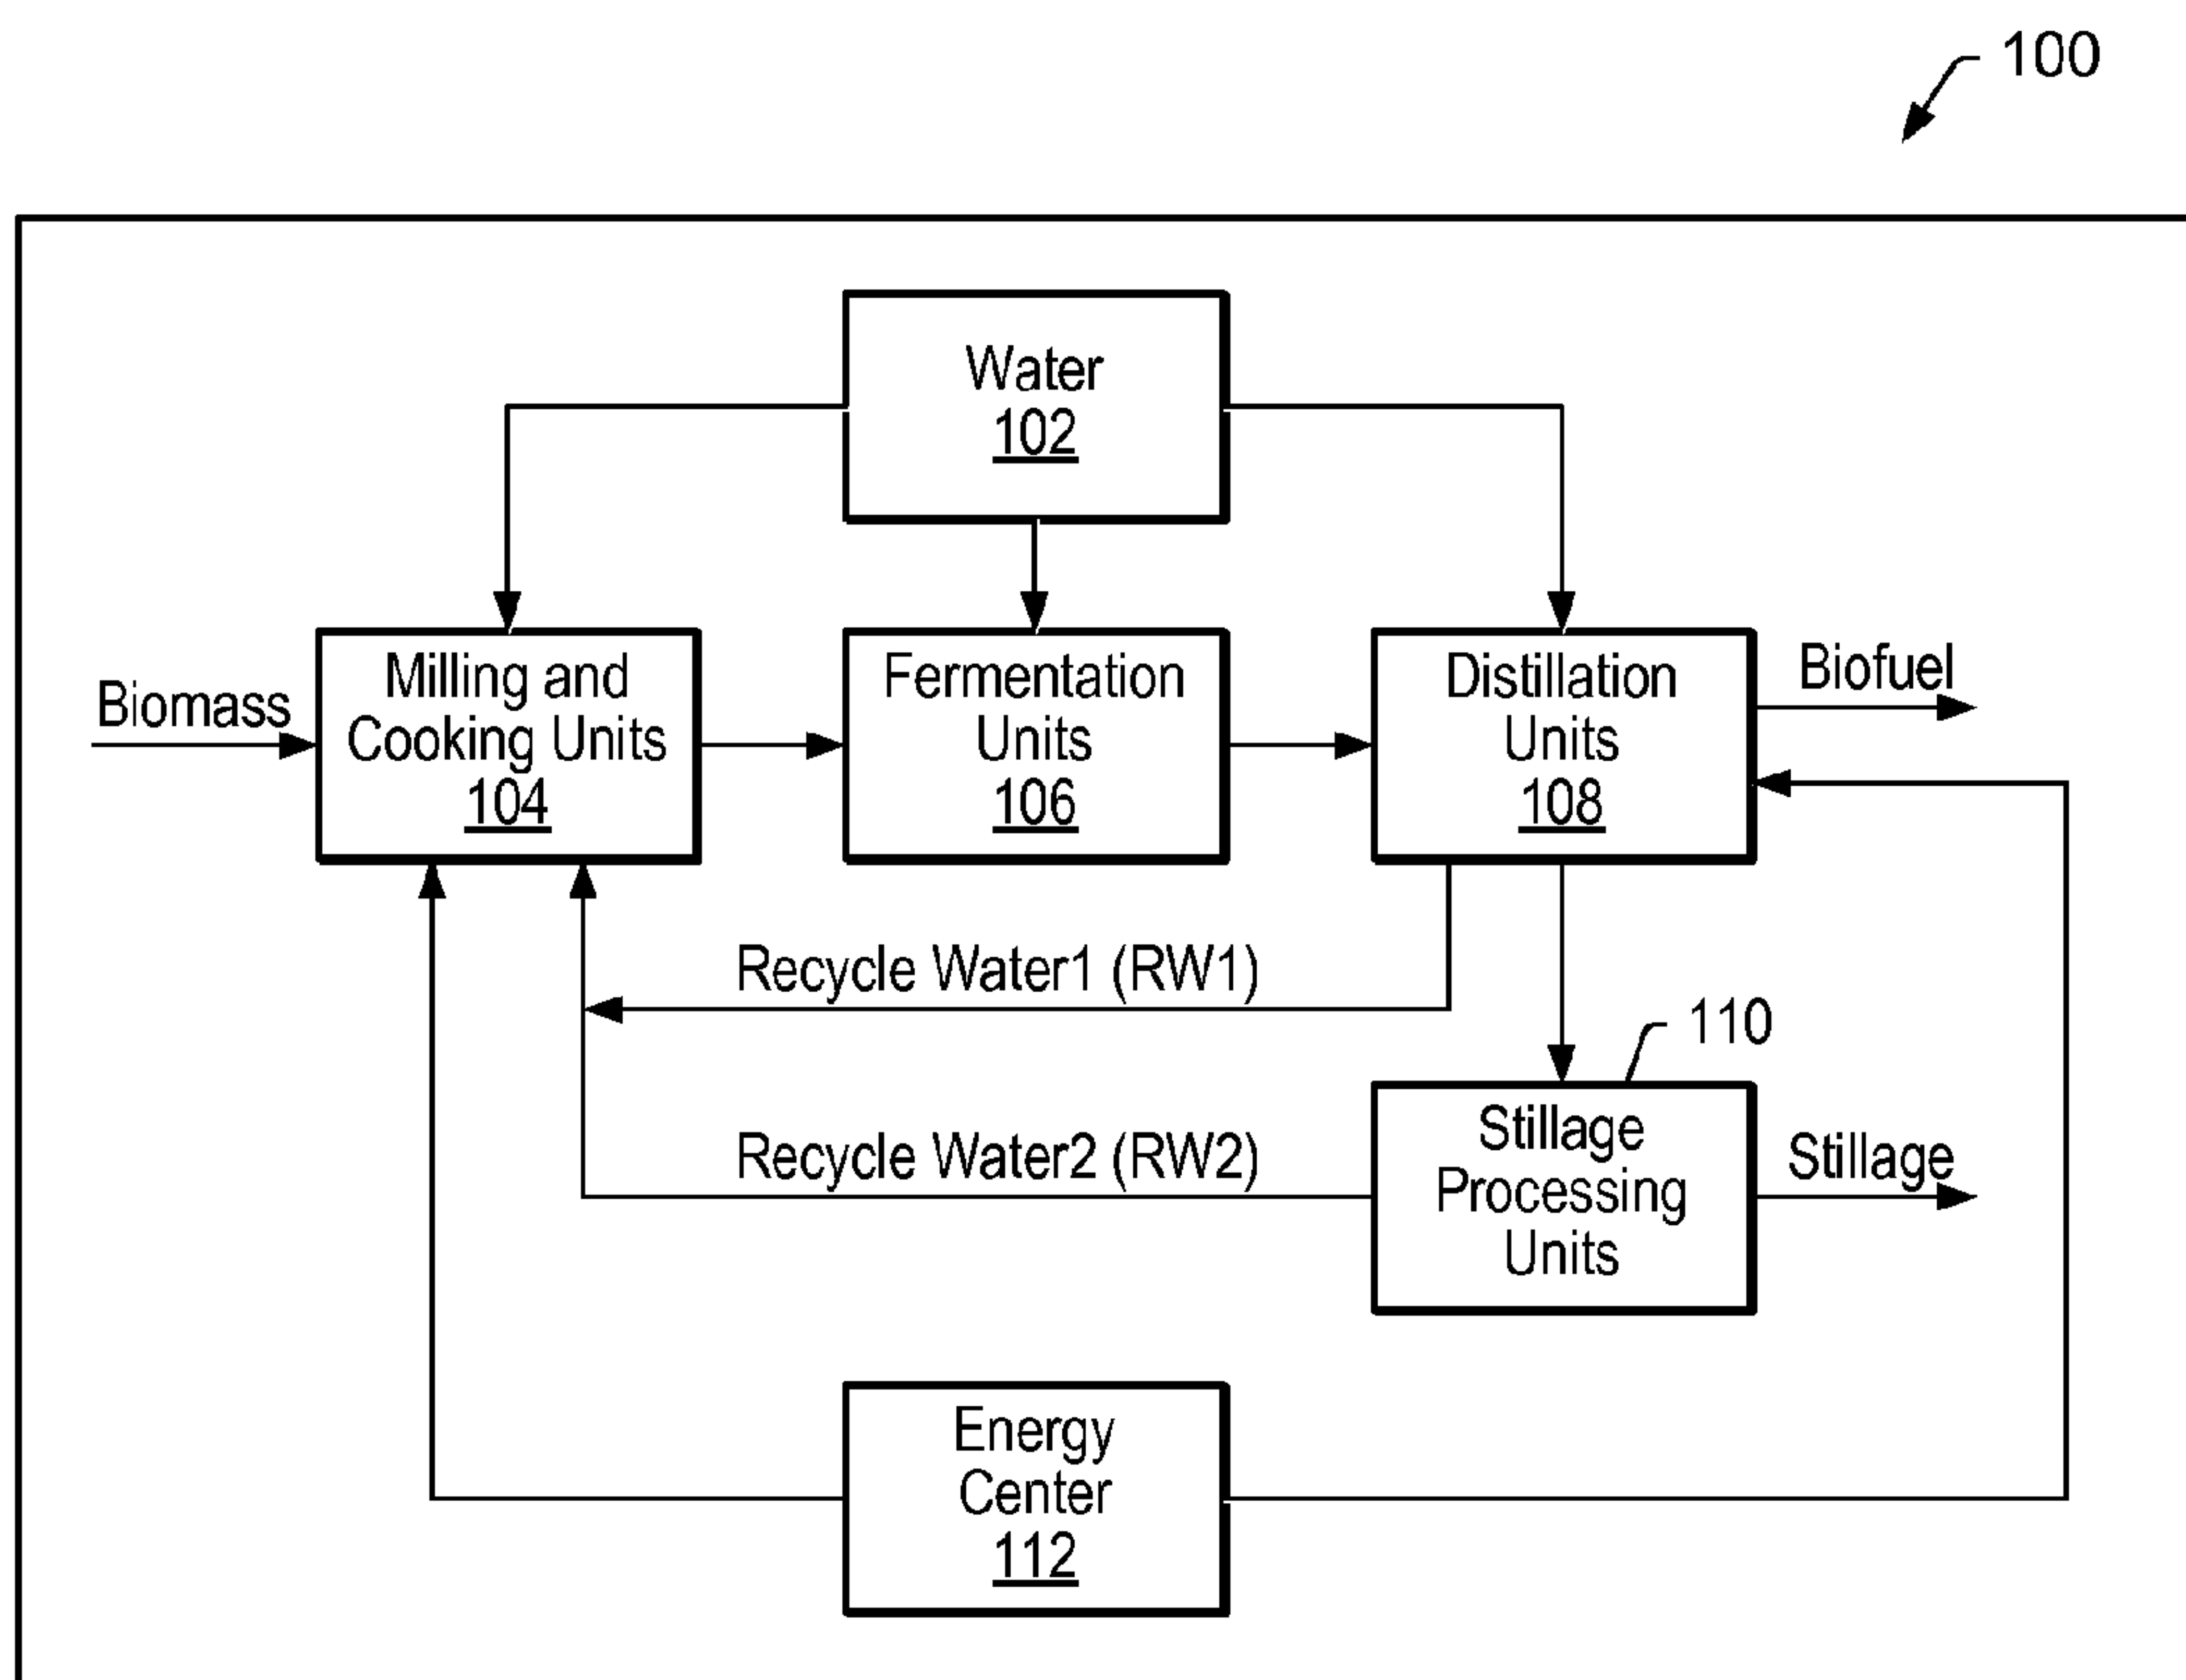 100
Water
102
Biomass
Milling and
Cooking Units
104
Fermentation
Units
106
Distillation
Units
108
Biofuel
Recycle Water1 (RW1)
110
Recycle Water2 (RW2)
Stillage
Processing
Units
Stillage
Energy
Center
112